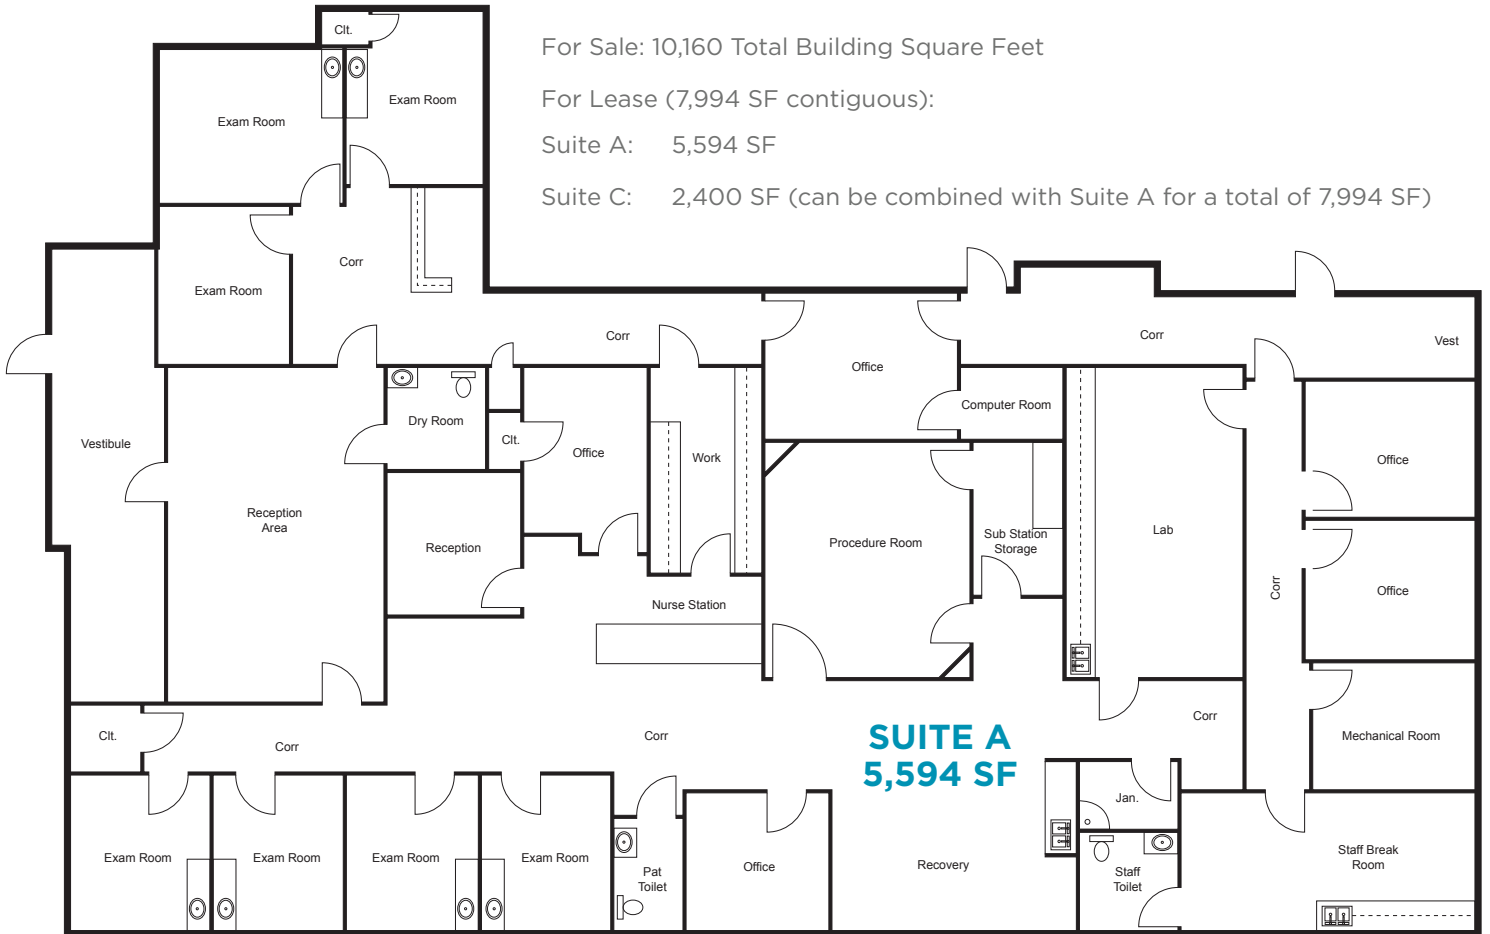 Clt.
For Sale: 10,160 Total Building Square Feet
Exam Room
For Lease (7,994 SF contiguous):
Exam Room
Suite A: 5,594 SF
Suite C: 2,400 SF (can be combined with Suite A for a total of 7,994 SF)
Corr
Exam Room
Corr
Corr
Vest
Office
Computer Room
Dry Room
Clt.
Vestibule
Office
Work
Office
Reception
Area
Reception
Procedure Room
Sub Station
Storage
Lab
Corr
Office
Nurse Station
Clt.
Corr
Corr
SUITE A
5,594 SF
Corr
Mechanical Room
Jan.
Exam Room
Exam Room
Exam Room
Exam Room
Pat
Toilet
Office
Recovery
Staff
Toilet
Staff Break
Room